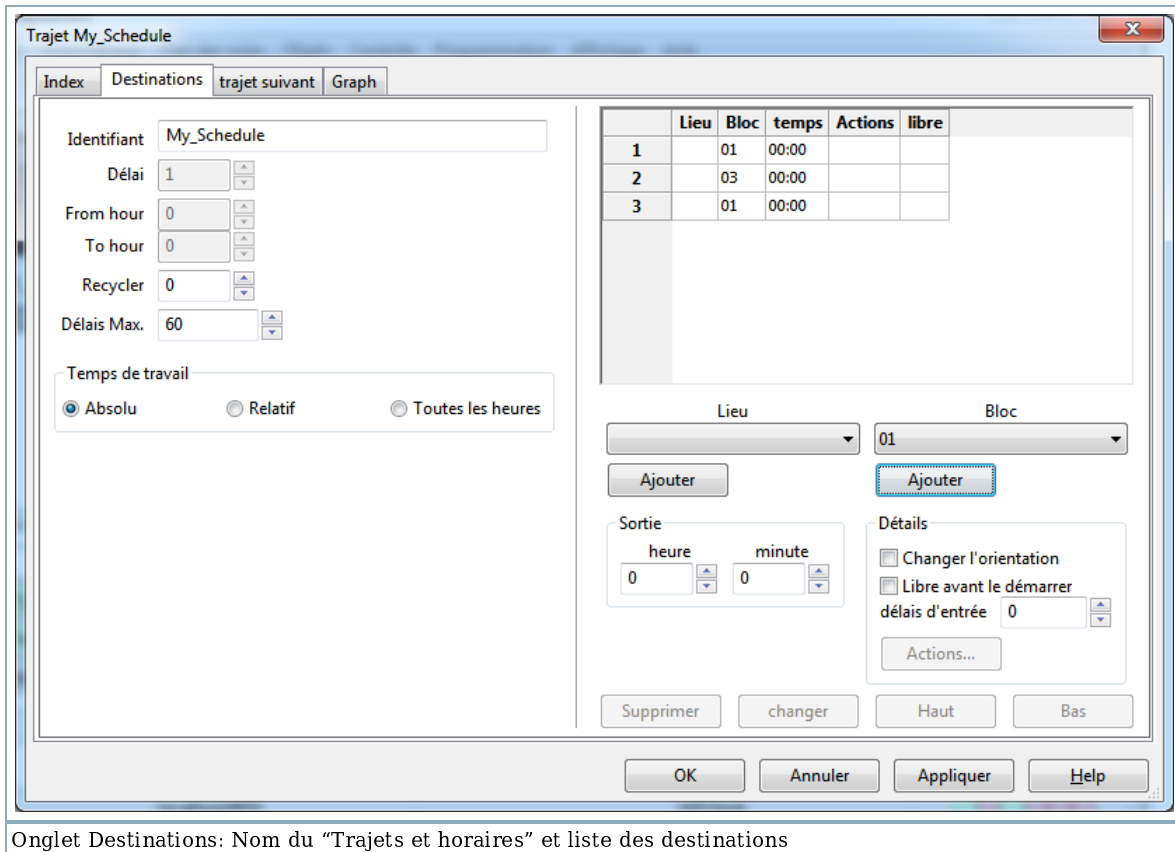 Trajet My_Schedule
Index Destinations trajet suivant Graph
Identifiant My_Schedule
Délai 1
From hour 0
To hour 0
Recycler 0
Délais Max. 60
Temps de travail
Absolu Relatif Toutes les heures
Lieu Bloc temps Actions libre
1 01 00:00
2 03 00:00
3 01 00:00
Lieu Bloc
01
Ajouter Ajouter
Sortie
heure minute
0 0
Détails
Changer l'orientation
Libre avant le démarrer
délais d'entrée 0
Actions...
Supprimer changer Haut Bas
OK Annuler Appliquer Help
Onglet Destinations: Nom du “Trajets et horaires” et liste des destinations